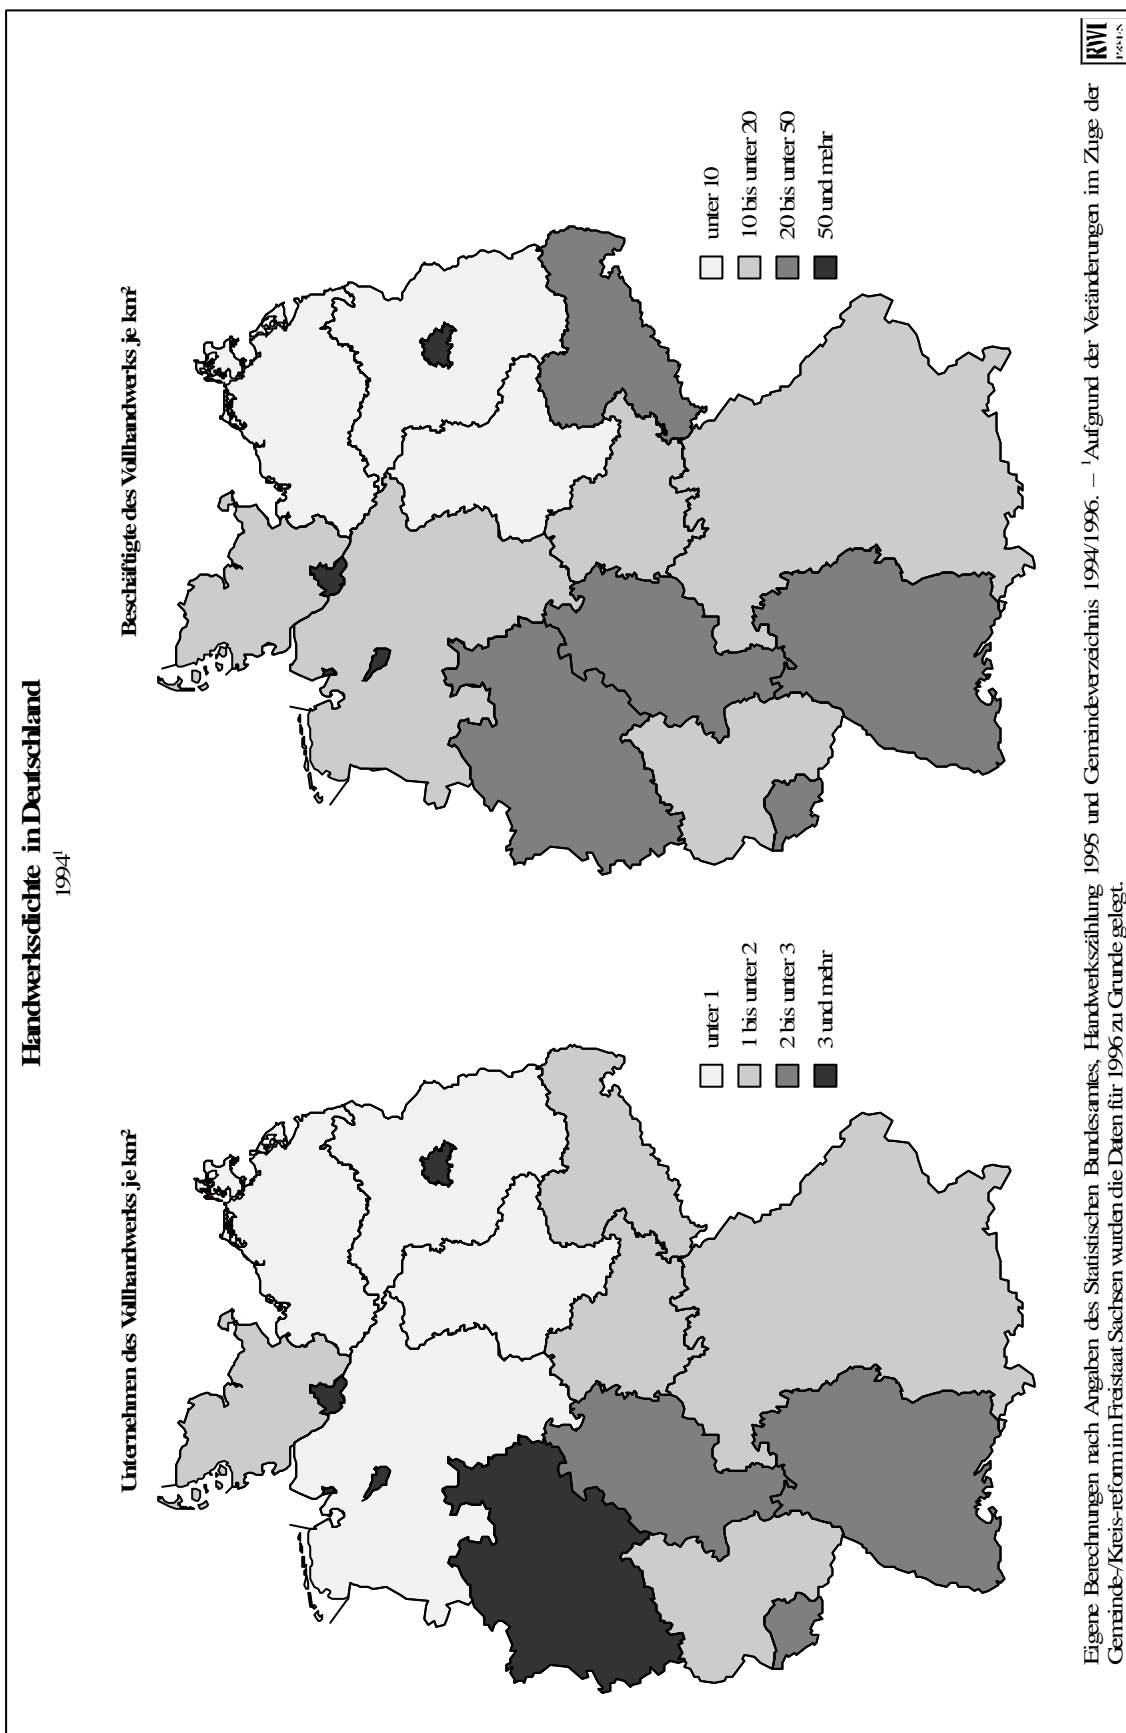 Handwerksdichte in Deutschland
1994¹
Unternehmen des Vollhandwerks je km²
unter 1
1 bis unter 2
2 bis unter 3
3 und mehr
Beschäftigte des Vollhandwerks je km²
unter 10
10 bis unter 20
20 bis unter 50
50 und mehr
Eigene Berechnungen nach Angaben des Statistischen Bundesamtes, Handwerkszählung 1995 und Gemeindeverzeichnis 1994/1996. – ¹Aufgrund der Veränderungen im Zuge der
Gemeinde-/Kreis-reform im Freistaat Sachsen wurden die Daten für 1996 zu Grunde gelegt.
RWI
ESSEN